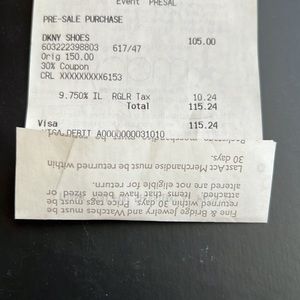 Event PRESAL
PRE-SALE PURCHASE
DKNY SHOES 105.00
603222398803 617/47
Orig 150.00
30% Coupon
CRL XXXXXXXXX6153
9.750% IL RGLR Tax 10.24
Total 115.24
Visa 115.24
DEBIT A0000000031010
Fine & Bridge Jewelry and Watches must be
returned within 30 days. Price tags must be
attached. Items that have been sized or
altered are not eligible for return.
LastAct Merchandise must be returned within
30 days.